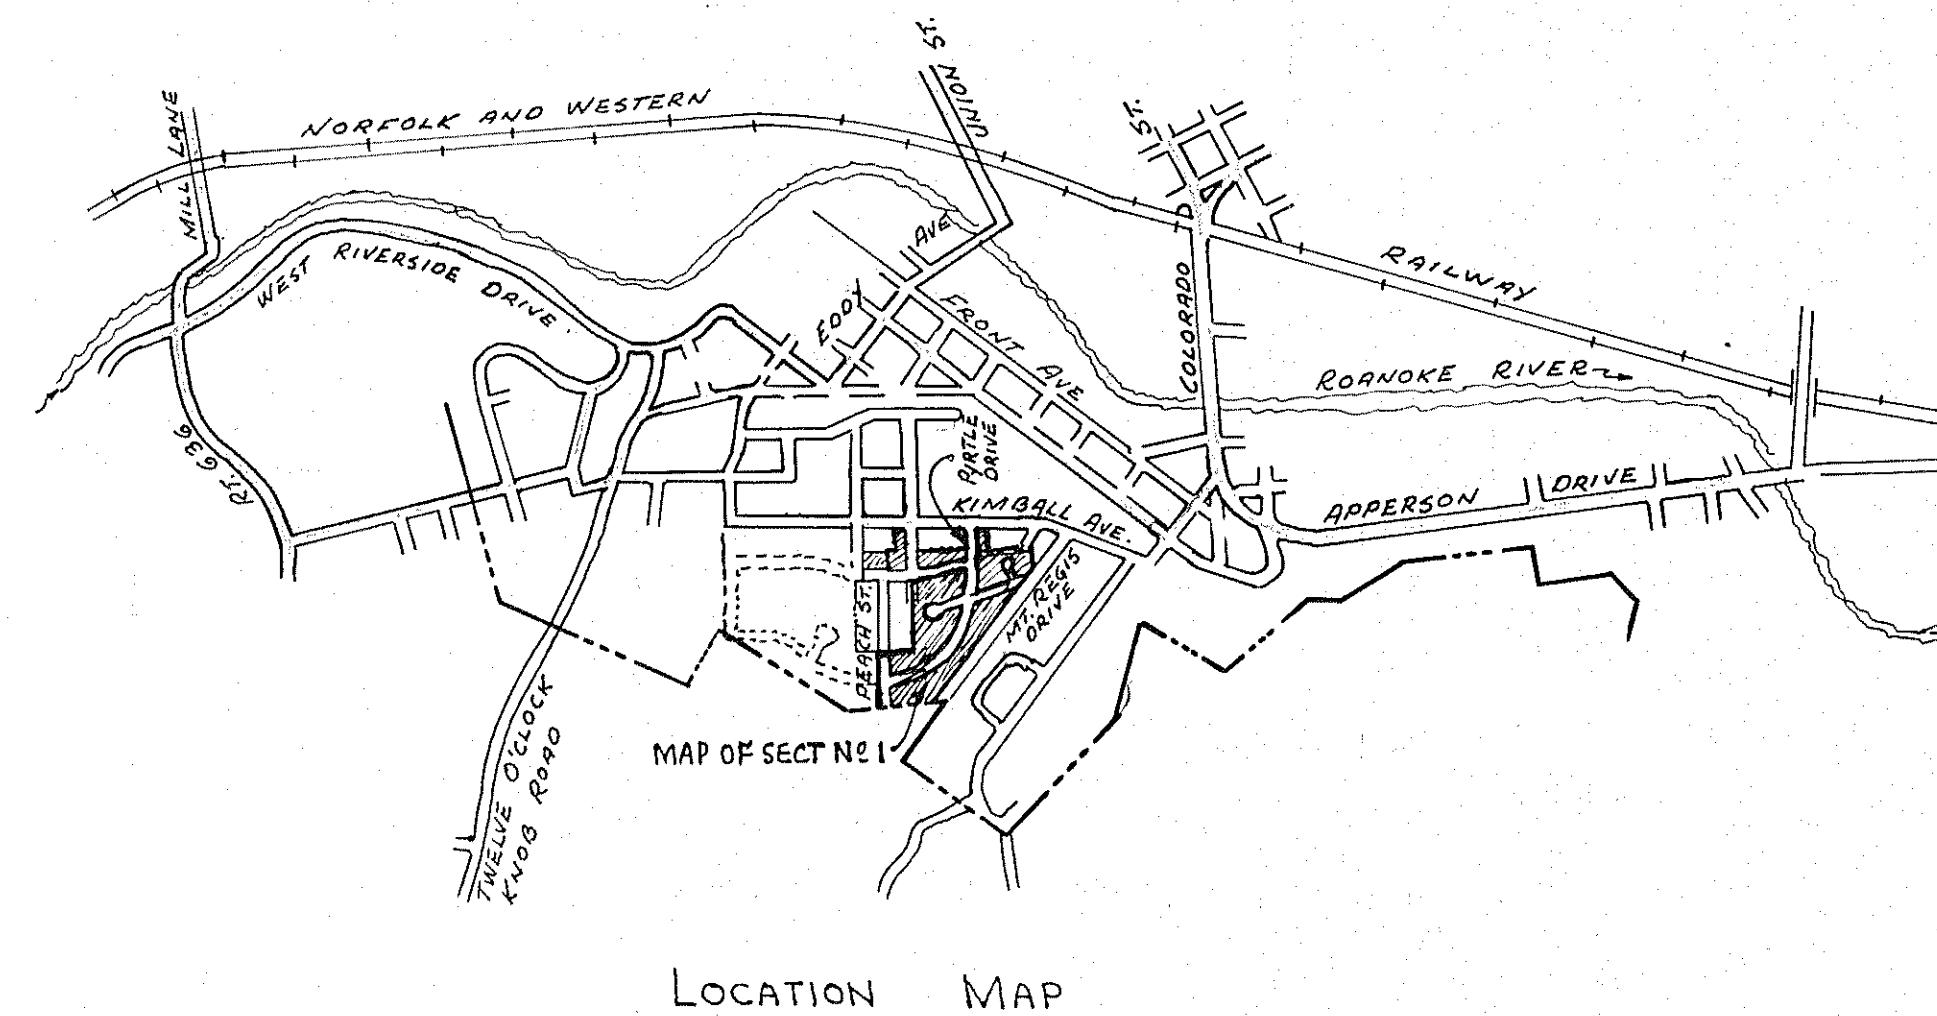 UNION ST.
MILL LANE
NORFOLK AND WESTERN
RAILWAY
ST.
COLORADO
WEST RIVERSIDE DRIVE
EDDY
AVE
FRONT AVE
ROANOKE RIVER
RT. 636
PIRTLE
DRIVE
KIMBALL AVE.
APPERSON DRIVE
MT. REGIS
DRIVE
PEACH ST.
MAP OF SECT Nº 1
TWELVE O'CLOCK
KNOB ROAD
LOCATION MAP